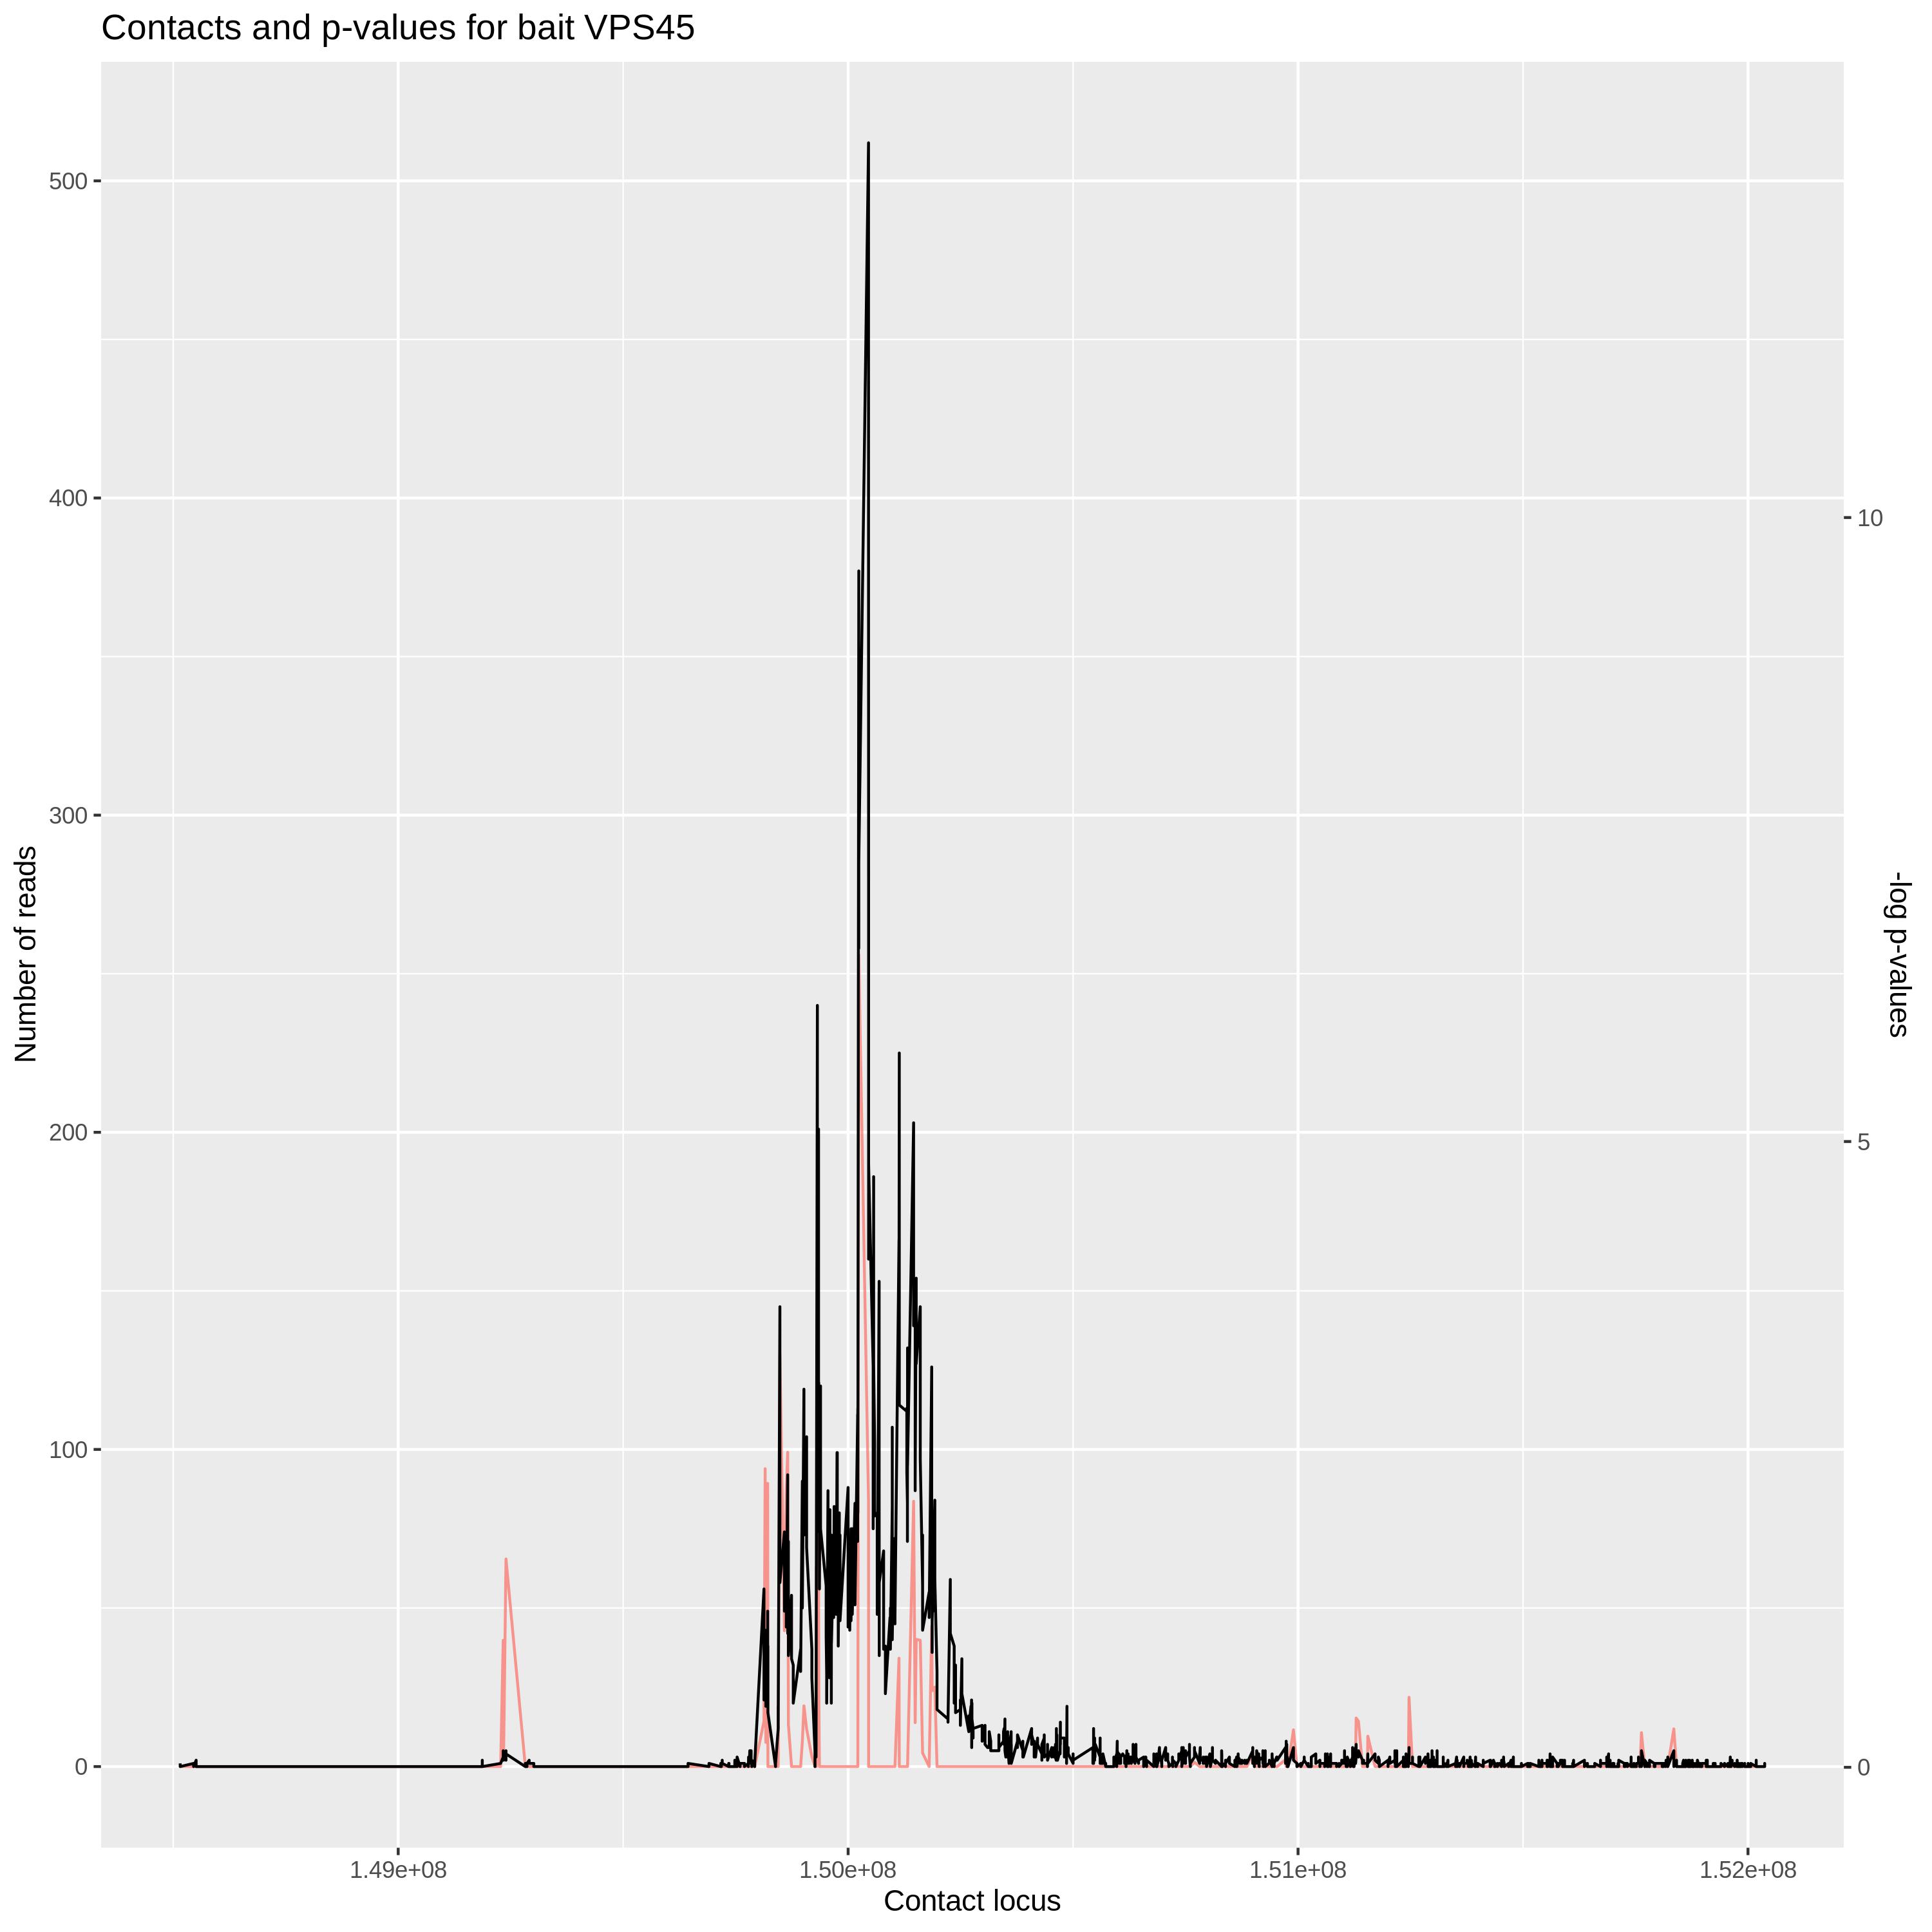 Contacts and p-values for bait VPS45
500
400
300
200
100
0
Number of reads
10
5
0
-log p-values
1.49e+08
1.50e+08
1.51e+08
1.52e+08
Contact locus